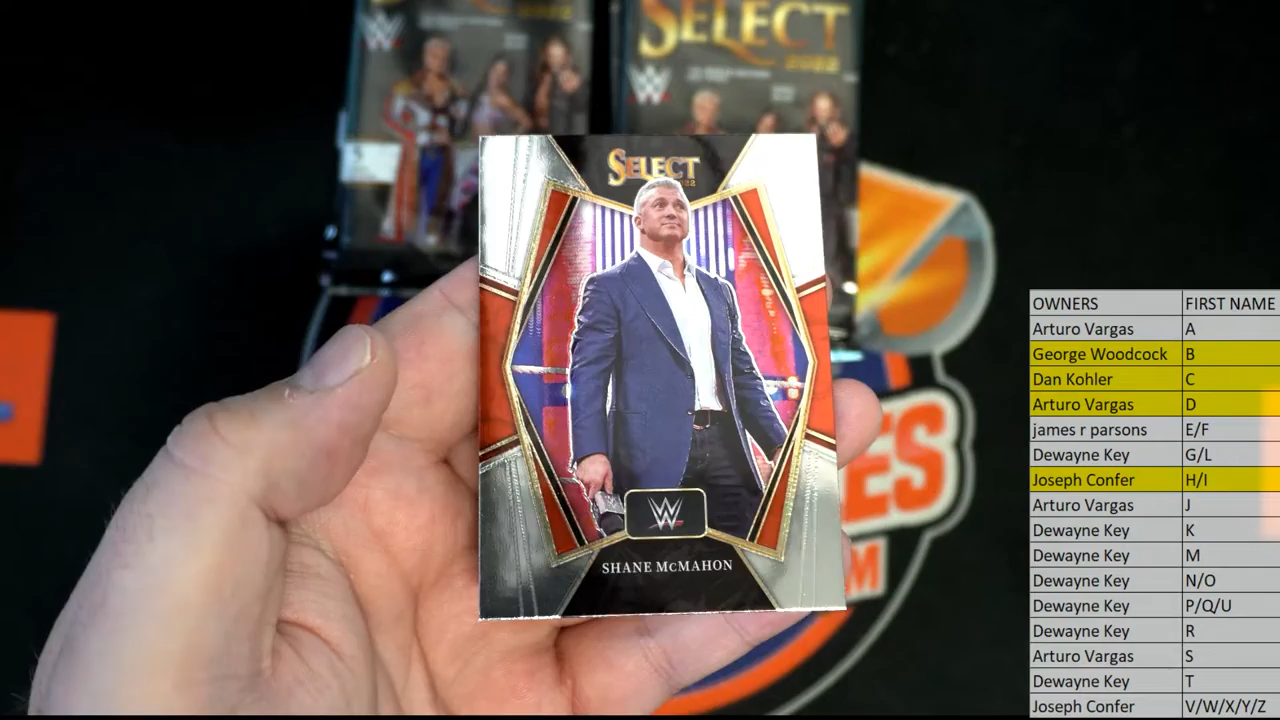 SELECT
2022
W
W
SELECT
2022
W
SHANE McMAHON
ES
M
OWNERS FIRST NAME
Arturo Vargas A
George Woodcock B
Dan Kohler C
Arturo Vargas D
james r parsons E/F
Dewayne Key G/L
Joseph Confer H/I
Arturo Vargas J
Dewayne Key K
Dewayne Key M
Dewayne Key N/O
Dewayne Key P/Q/U
Dewayne Key R
Arturo Vargas S
Dewayne Key T
Joseph Confer V/W/X/Y/Z